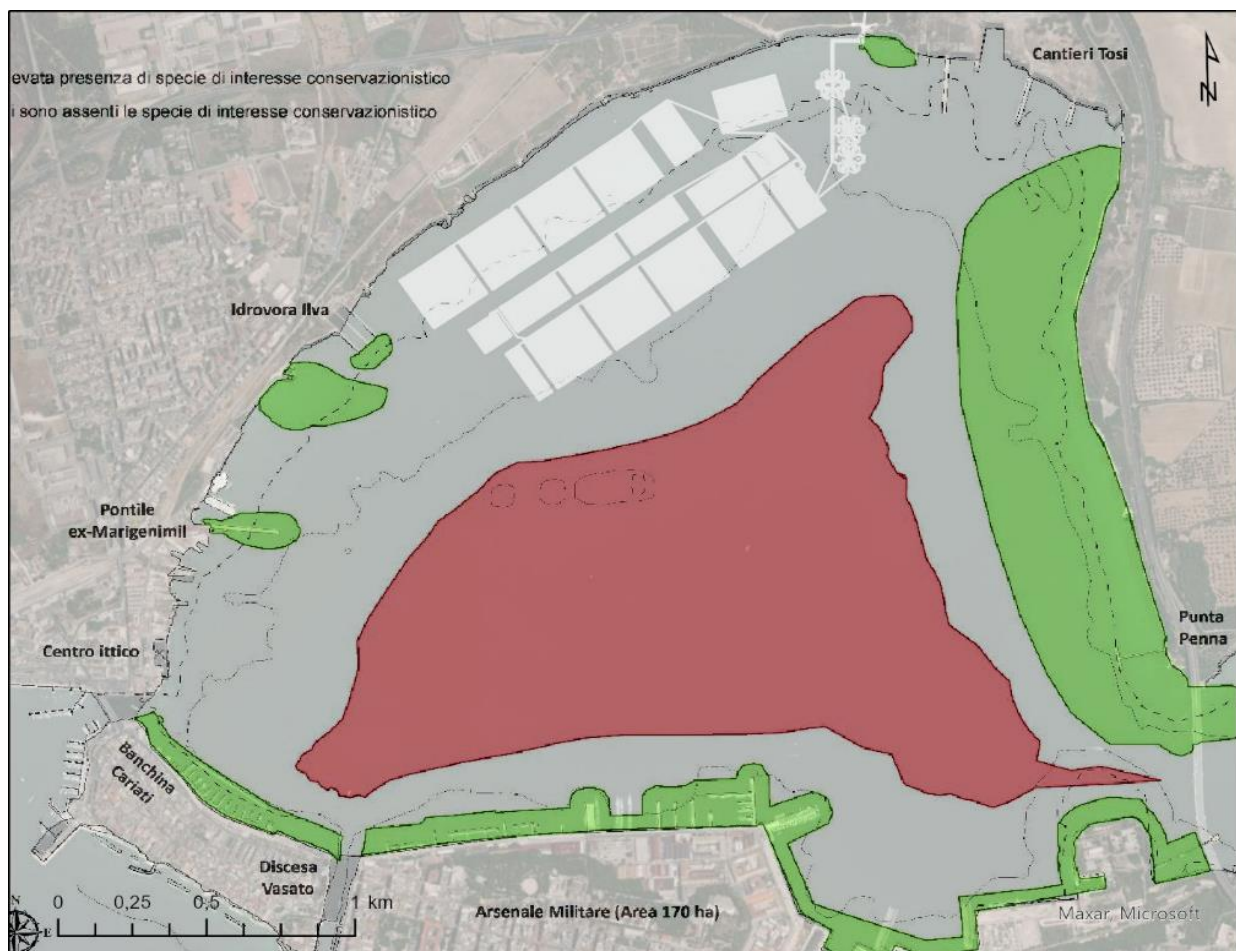 Cantieri Tosi
N
evata presenza di specie di interesse conservazionistico
i sono assenti le specie di interesse conservazionistico
Idrovora Ilva
Pontile
ex-Marigenimil
Punta
Penna
Centro ittico
Banchina
Cariati
Discesa
Vasato
N
E
0 0,25 0,5 1 km
Arsenale Militare (Area 170 ha)
Maxar, Microsoft